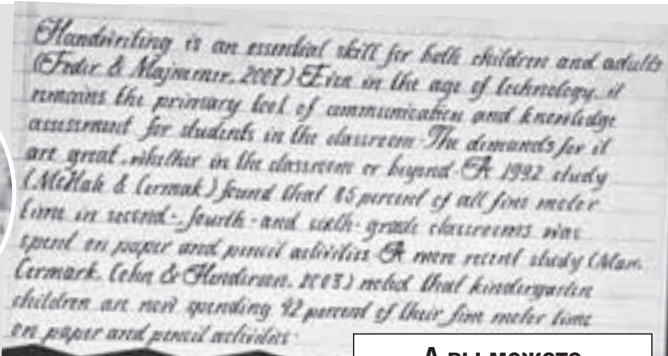 Handwriting is an essential skill for both children and adults
(Feder & Majnemer, 2007) Even in the age of technology, it
remains the primary tool of communication and knowledge
assessment for students in the classroom. The demands for it
are great, whether in the classroom or beyond. A 1992 study
(McHale & Cermak) found that 85 percent of all fine motor
time in second-, fourth-and sixth-grade classrooms was
spent on paper and pencil activities. A more recent study (Marr,
Cermark, Cohn & Henderson, 2003) noted that kindergarten
children are now spending 42 percent of their fine motor time
on paper and pencil activities.